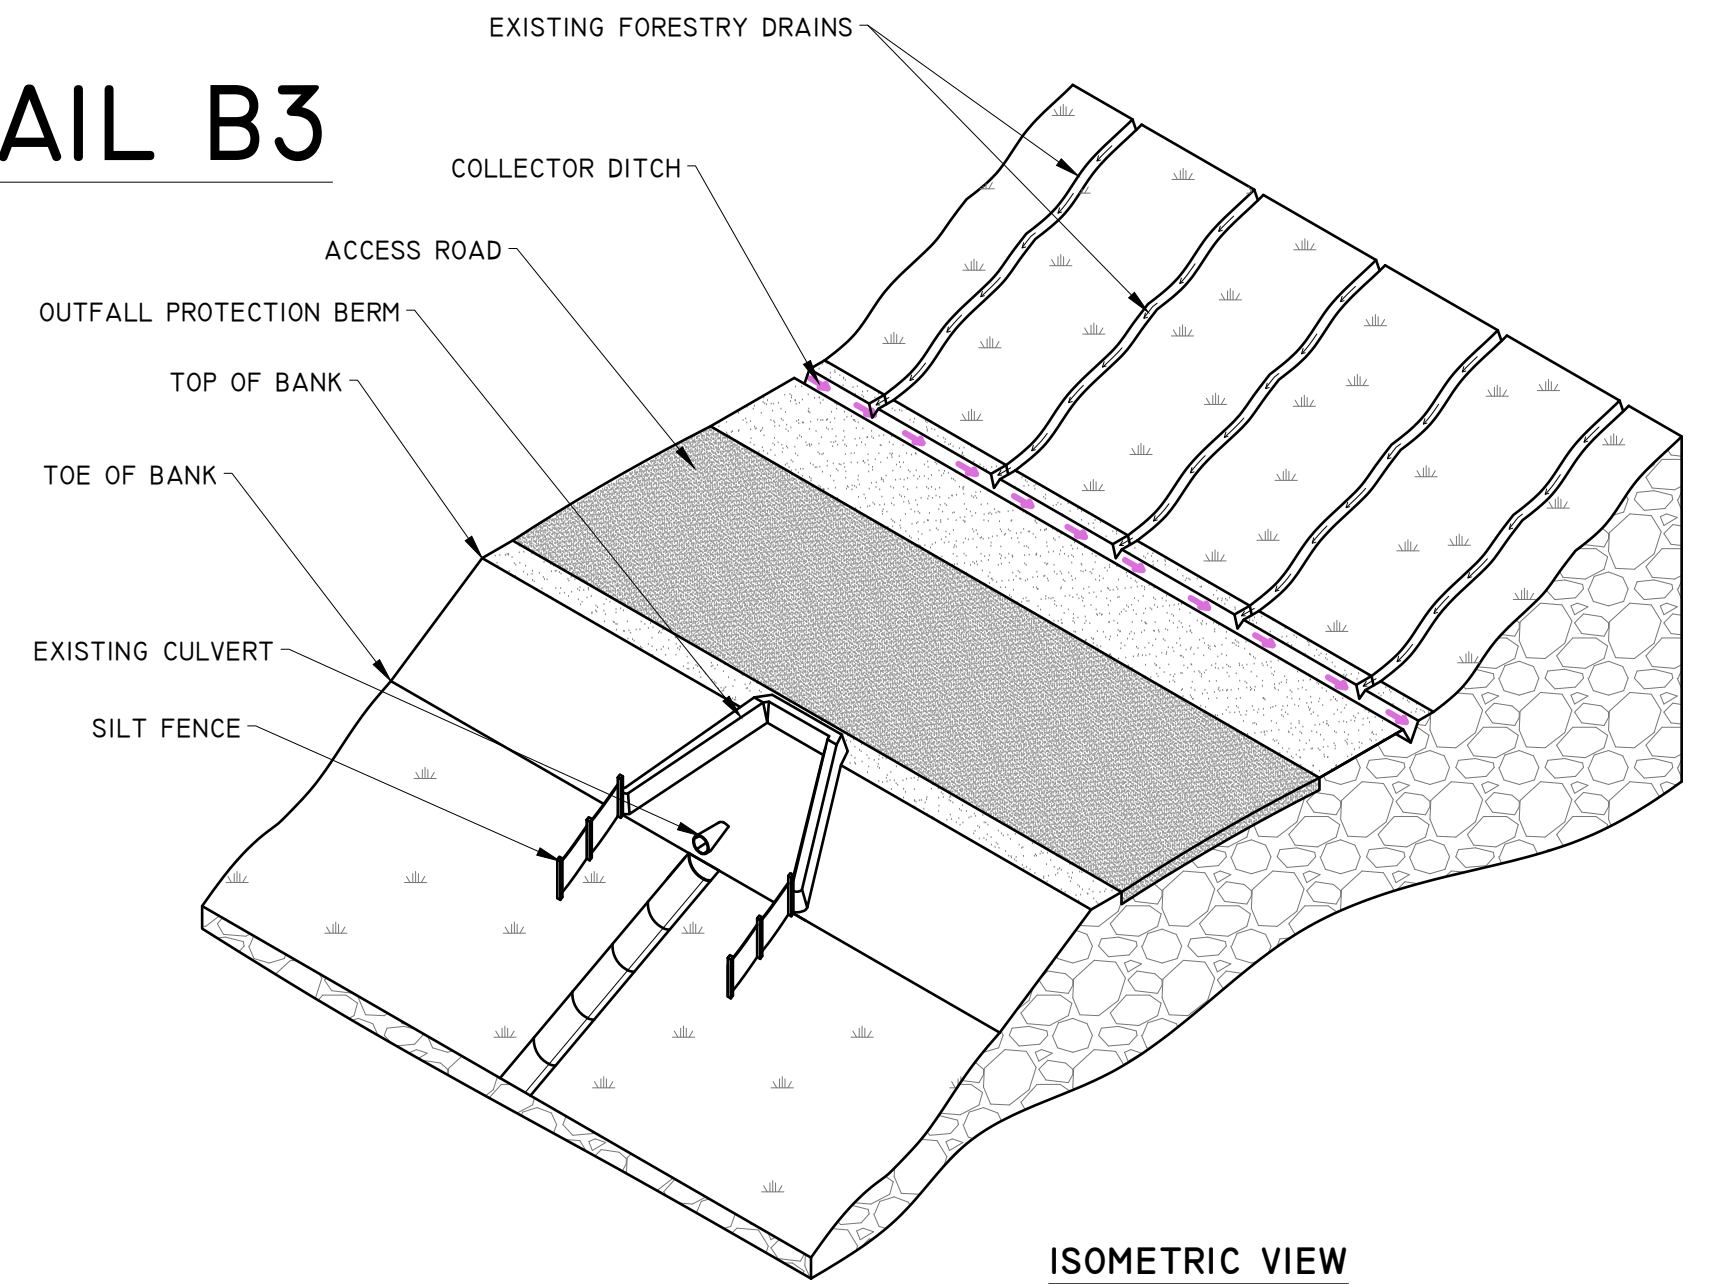 EXISTING FORESTRY DRAINS
AIL B3
COLLECTOR DITCH
ACCESS ROAD
OUTFALL PROTECTION BERM
TOP OF BANK
TOE OF BANK
EXISTING CULVERT
SILT FENCE
ISOMETRIC VIEW